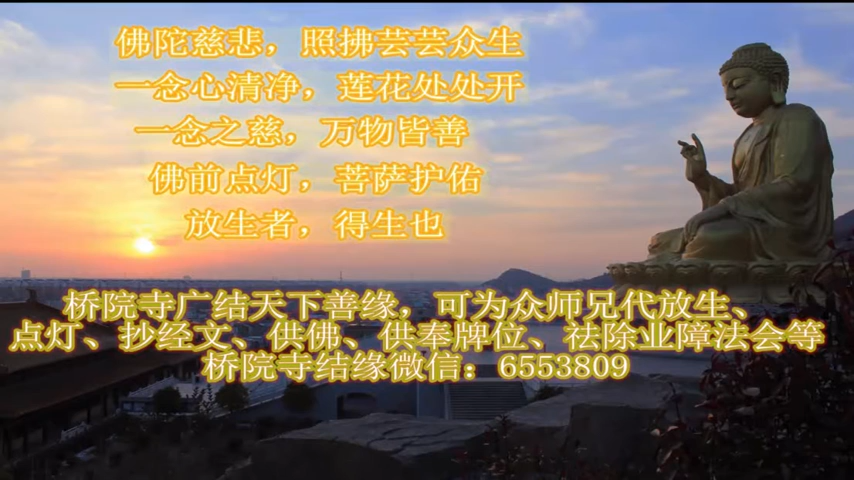 佛陀慈悲，照拂芸芸众生
一念心清净，莲花处处开
一念之慈，万物皆善
佛前点灯，菩萨护佑
放生者，得生也
桥院寺广结天下善缘，可为众师兄代放生、
点灯、抄经文、供佛、供奉牌位、祛除业障法会等
桥院寺结缘微信：6553809